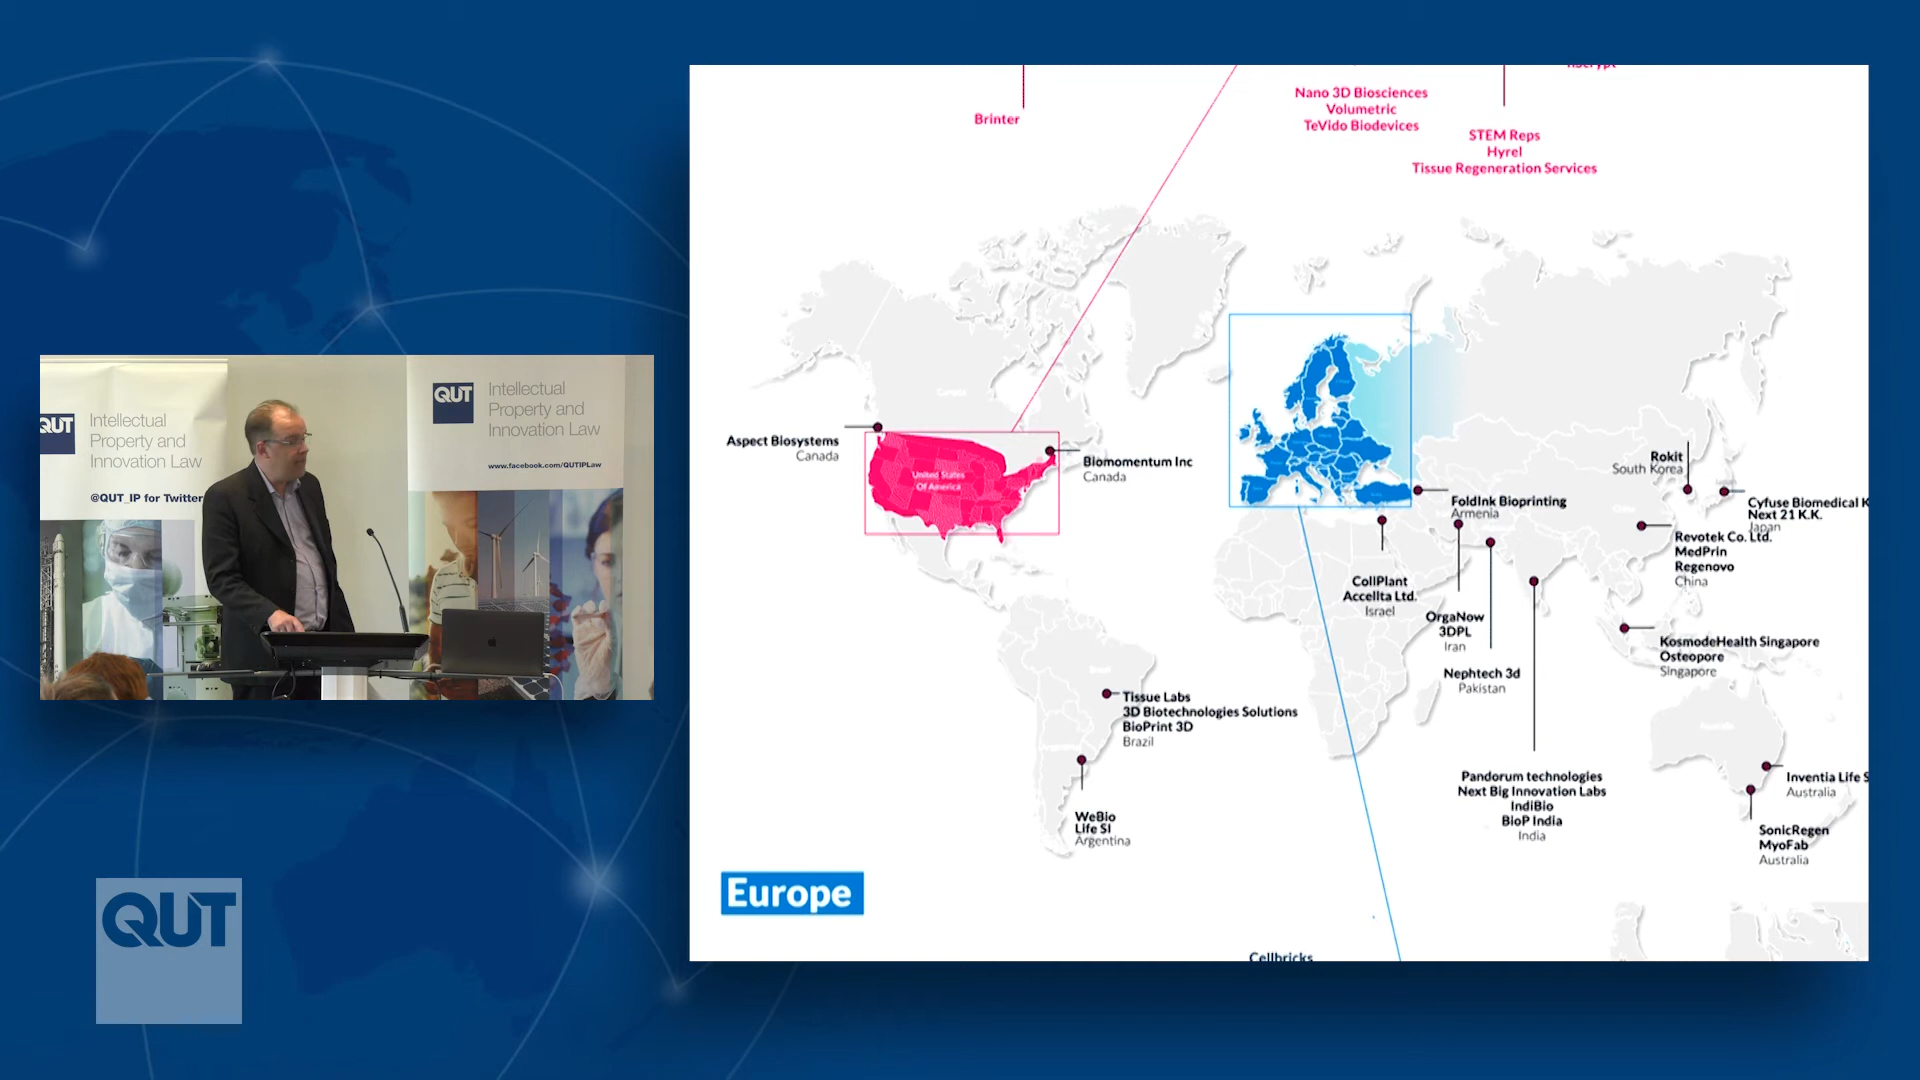 nScrypt
Nano 3D Biosciences
Volumetric
TeVido Biodevices
Brinter
STEM Reps
Hyrel
Tissue Regeneration Services
QUT
Intellectual
Property and
Innovation Law
@QUT_IP for Twitter
QUT
Intellectual
Property and
Innovation Law
www.facebook.com/QUTIPLaw
Aspect Biosystems
Canada
United States
Of America
Biomomentum Inc
Canada
FoldInk Bioprinting
Armenia
Rokit
South Korea
Cyfuse Biomedical K
Next 21 K.K.
Japan
Revotek Co. Ltd.
MedPrin
Regenovo
China
CollPlant
Accellta Ltd.
Israel
OrgaNow
3DPL
Iran
Nephtech 3d
Pakistan
KosmodeHealth Singapore
Osteopore
Singapore
Tissue Labs
3D Biotechnologies Solutions
BioPrint 3D
Brazil
WeBio
Life SI
Argentina
Pandorum technologies
Next Big Innovation Labs
IndiBio
BioP India
India
Inventia Life S
Australia
SonicRegen
MyoFab
Australia
Europe
Cellbricks
QUT